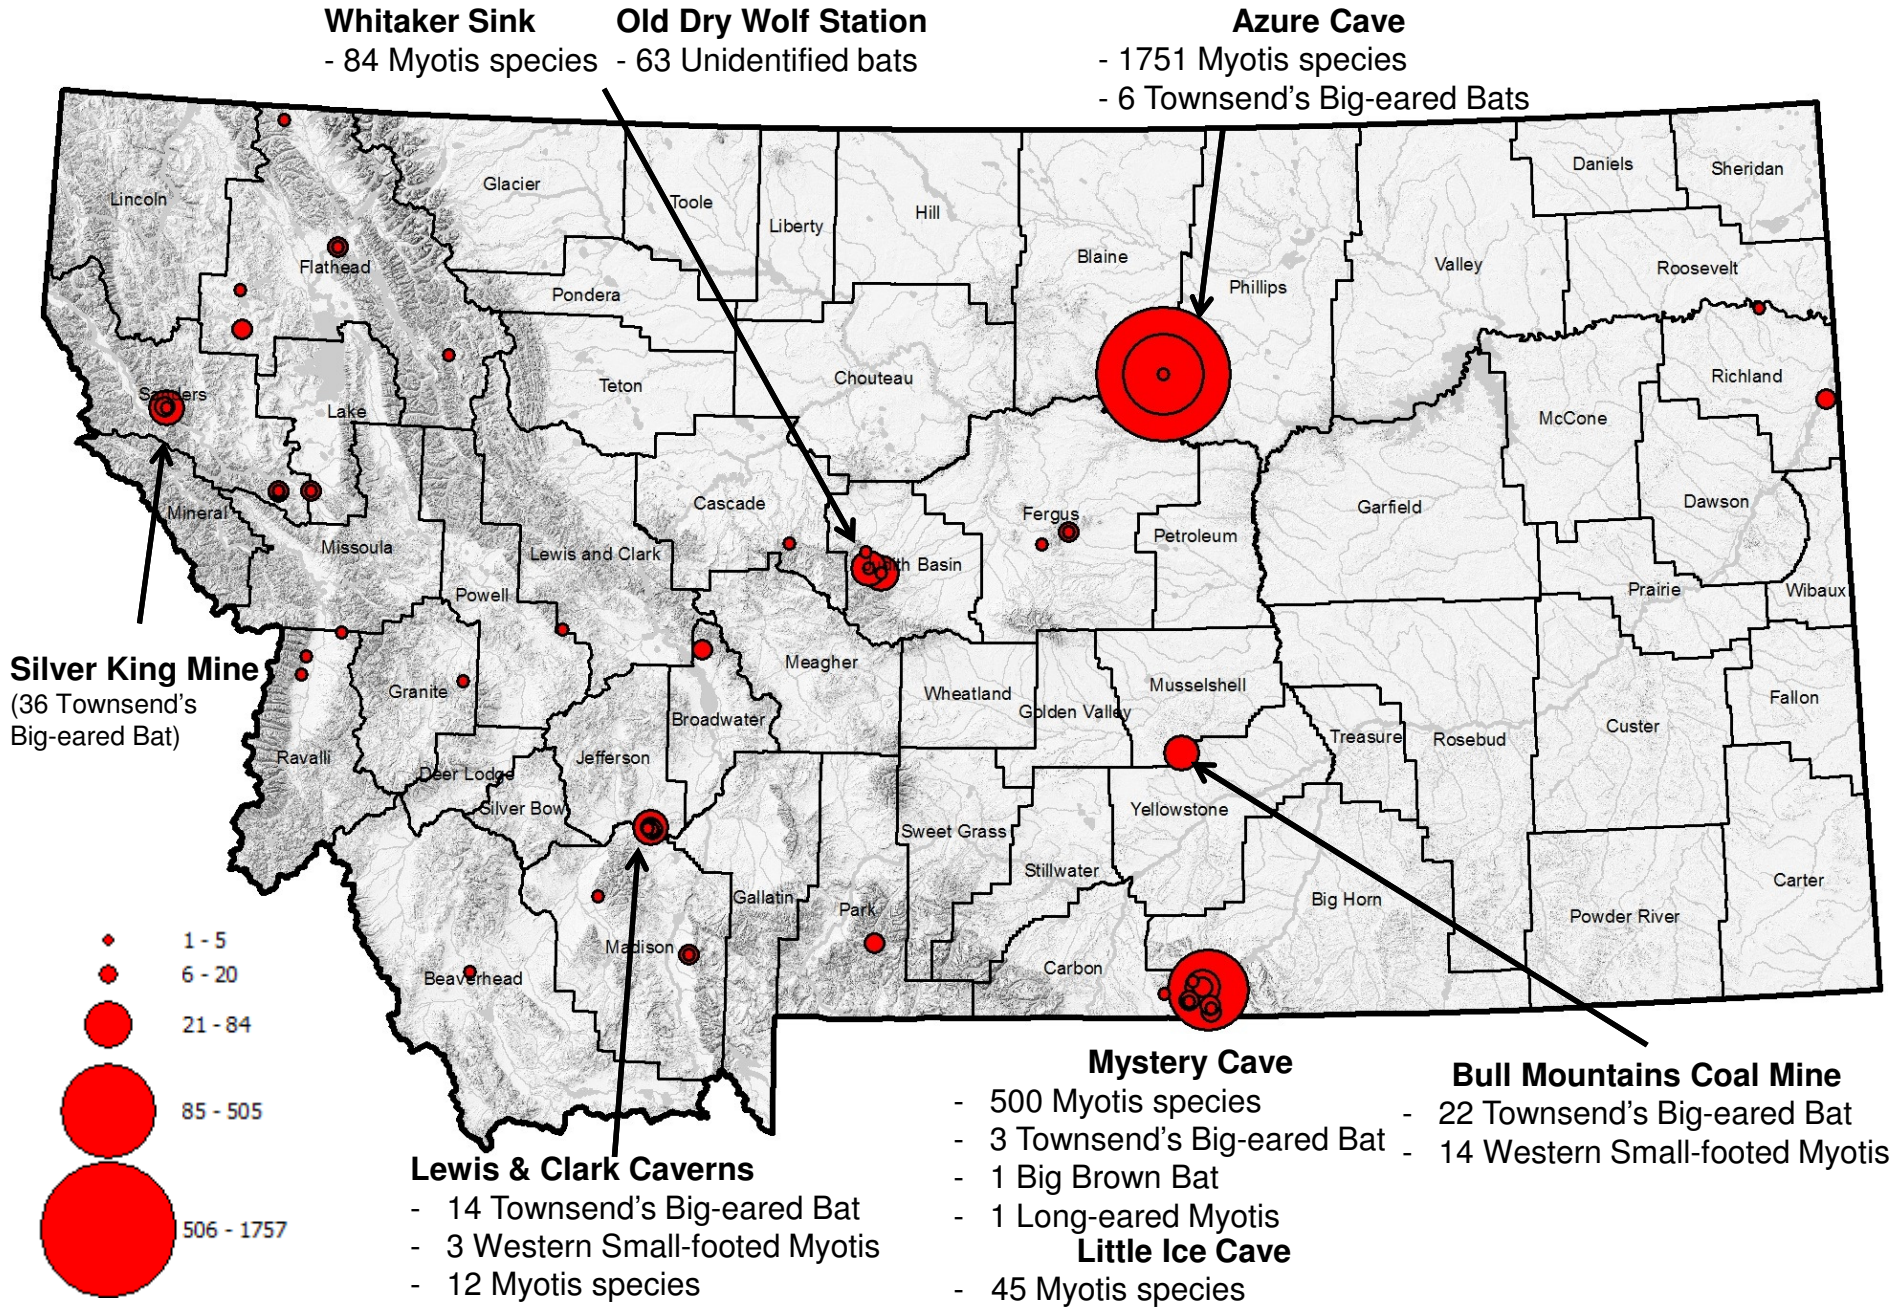 Whitaker Sink
- 84 Myotis species
Old Dry Wolf Station
- 63 Unidentified bats
Azure Cave
- 1751 Myotis species
- 6 Townsend's Big-eared Bats
Lincoln
Flathead
Glacier
Toole
Liberty
Hill
Blaine
Phillips
Valley
Daniels
Sheridan
Roosevelt
Pondera
Teton
Chouteau
Richland
McCone
Sanders
Lake
Cascade
Fergus
Petroleum
Garfield
Dawson
Mineral
Missoula
Lewis and Clark
Powell
Judith Basin
Prairie
Wibaux
Silver King Mine
(36 Townsend's
Big-eared Bat)
Granite
Meagher
Wheatland
Golden Valley
Musselshell
Broadwater
Treasure
Rosebud
Custer
Fallon
Ravalli
Deer Lodge
Jefferson
Silver Bow
Sweet Grass
Yellowstone
Stillwater
Gallatin
Park
Big Horn
Powder River
Carter
Madison
Beaverhead
Carbon
1 - 5
6 - 20
21 - 84
85 - 505
506 - 1757
Lewis & Clark Caverns
- 14 Townsend's Big-eared Bat
- 3 Western Small-footed Myotis
- 12 Myotis species
Mystery Cave
- 500 Myotis species
- 3 Townsend's Big-eared Bat
- 1 Big Brown Bat
- 1 Long-eared Myotis
Little Ice Cave
- 45 Myotis species
Bull Mountains Coal Mine
- 22 Townsend's Big-eared Bat
- 14 Western Small-footed Myotis